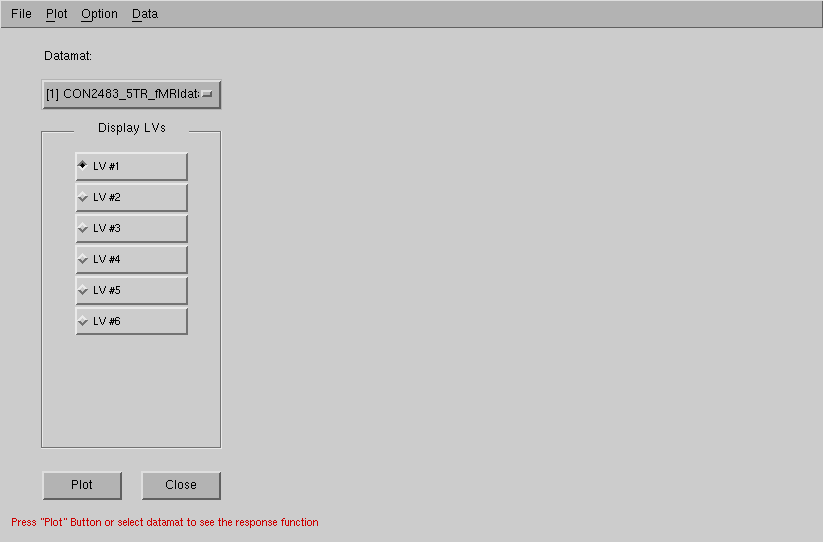 File Plot Option Data
Datamat:
[1] CON2483_5TR_fMRIdat
Display LVs
LV #1
LV #2
LV #3
LV #4
LV #5
LV #6
Plot Close
Press "Plot" Button or select datamat to see the response function